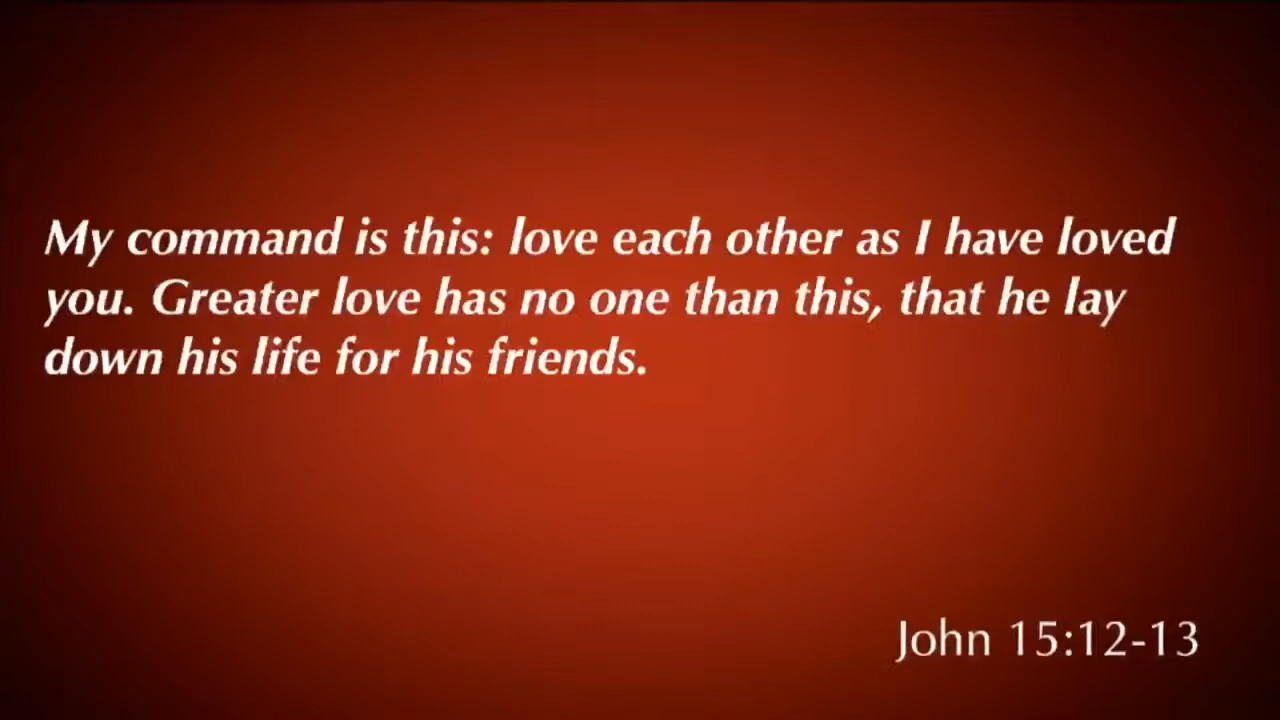 My command is this: love each other as I have loved
you. Greater love has no one than this, that he lay
down his life for his friends.
John 15:12-13